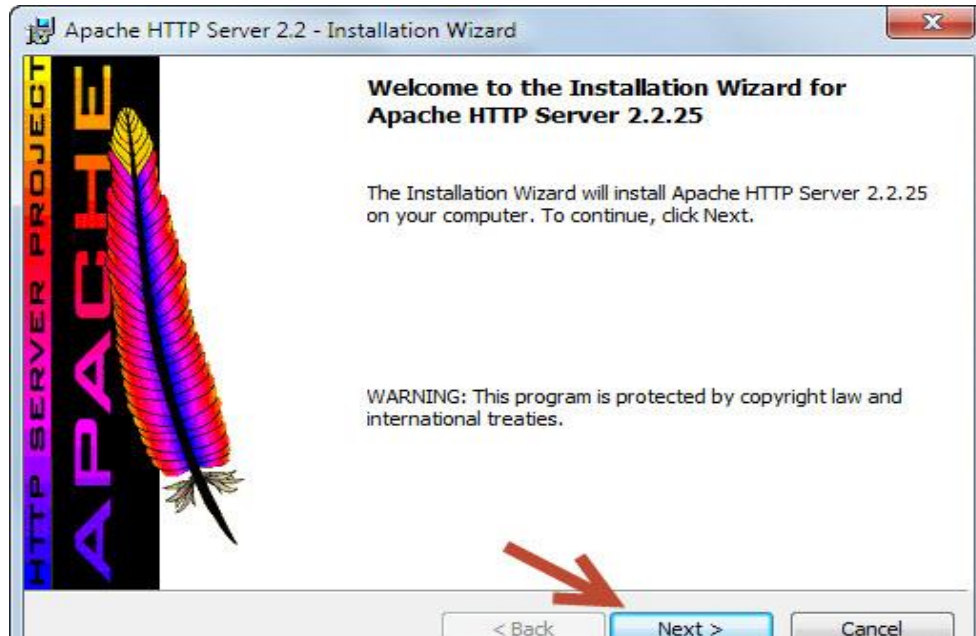 Apache HTTP Server 2.2 - Installation Wizard
HTTP SERVER PROJECT
APACHE
Welcome to the Installation Wizard for
Apache HTTP Server 2.2.25
The Installation Wizard will install Apache HTTP Server 2.2.25
on your computer. To continue, click Next.
WARNING: This program is protected by copyright law and
international treaties.
< Back
Next >
Cancel